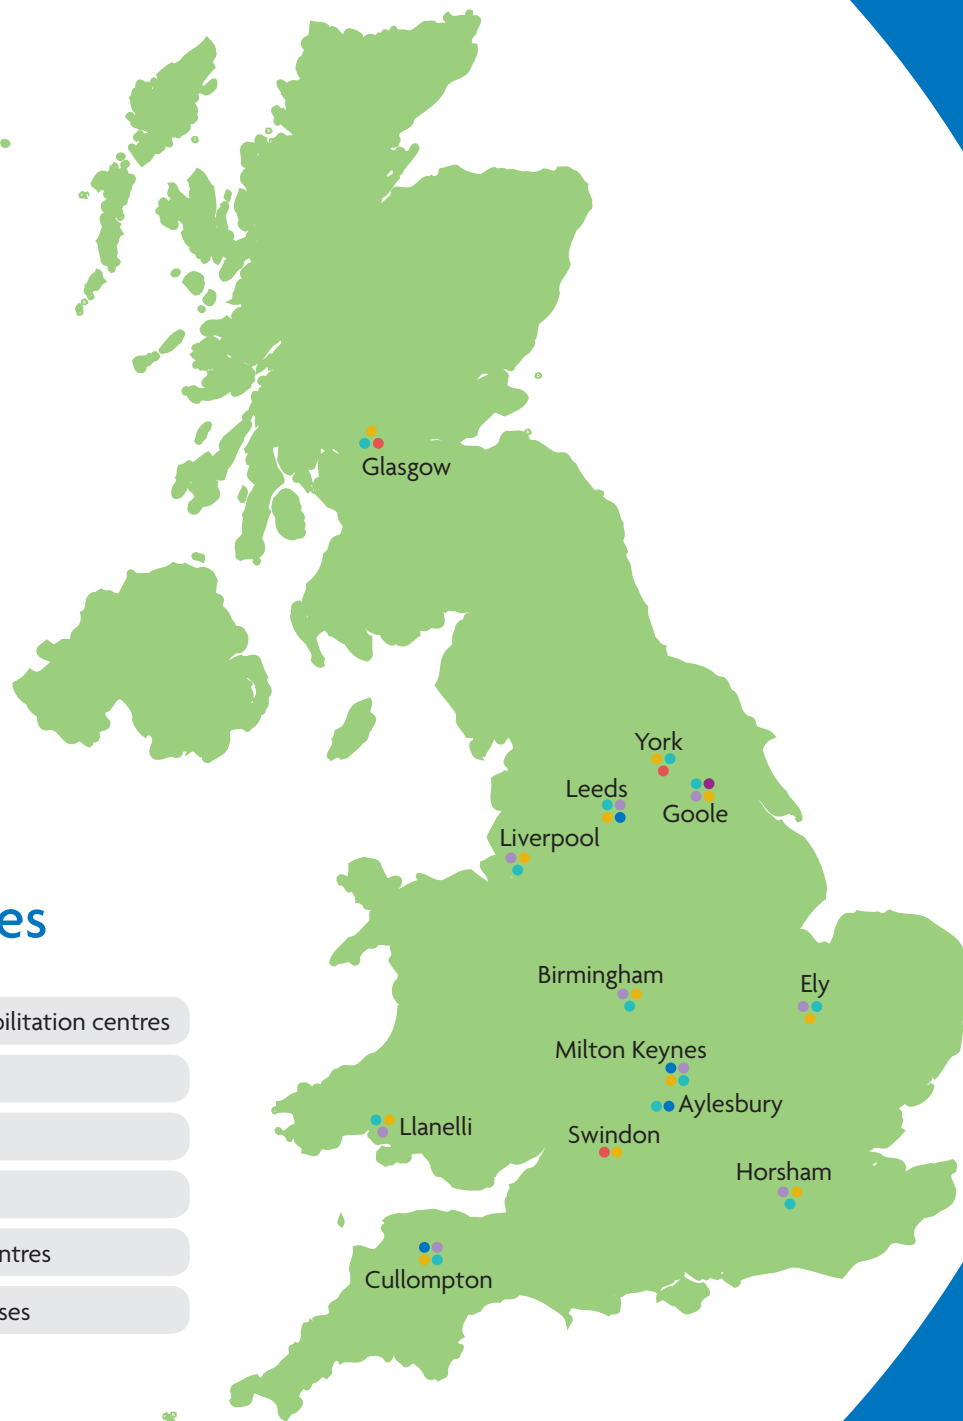 Glasgow
York
Leeds
Goole
Liverpool
es
Birmingham
Ely
bilitation centres
Milton Keynes
Aylesbury
Llanelli
Swindon
Horsham
ntres
Cullompton
ses